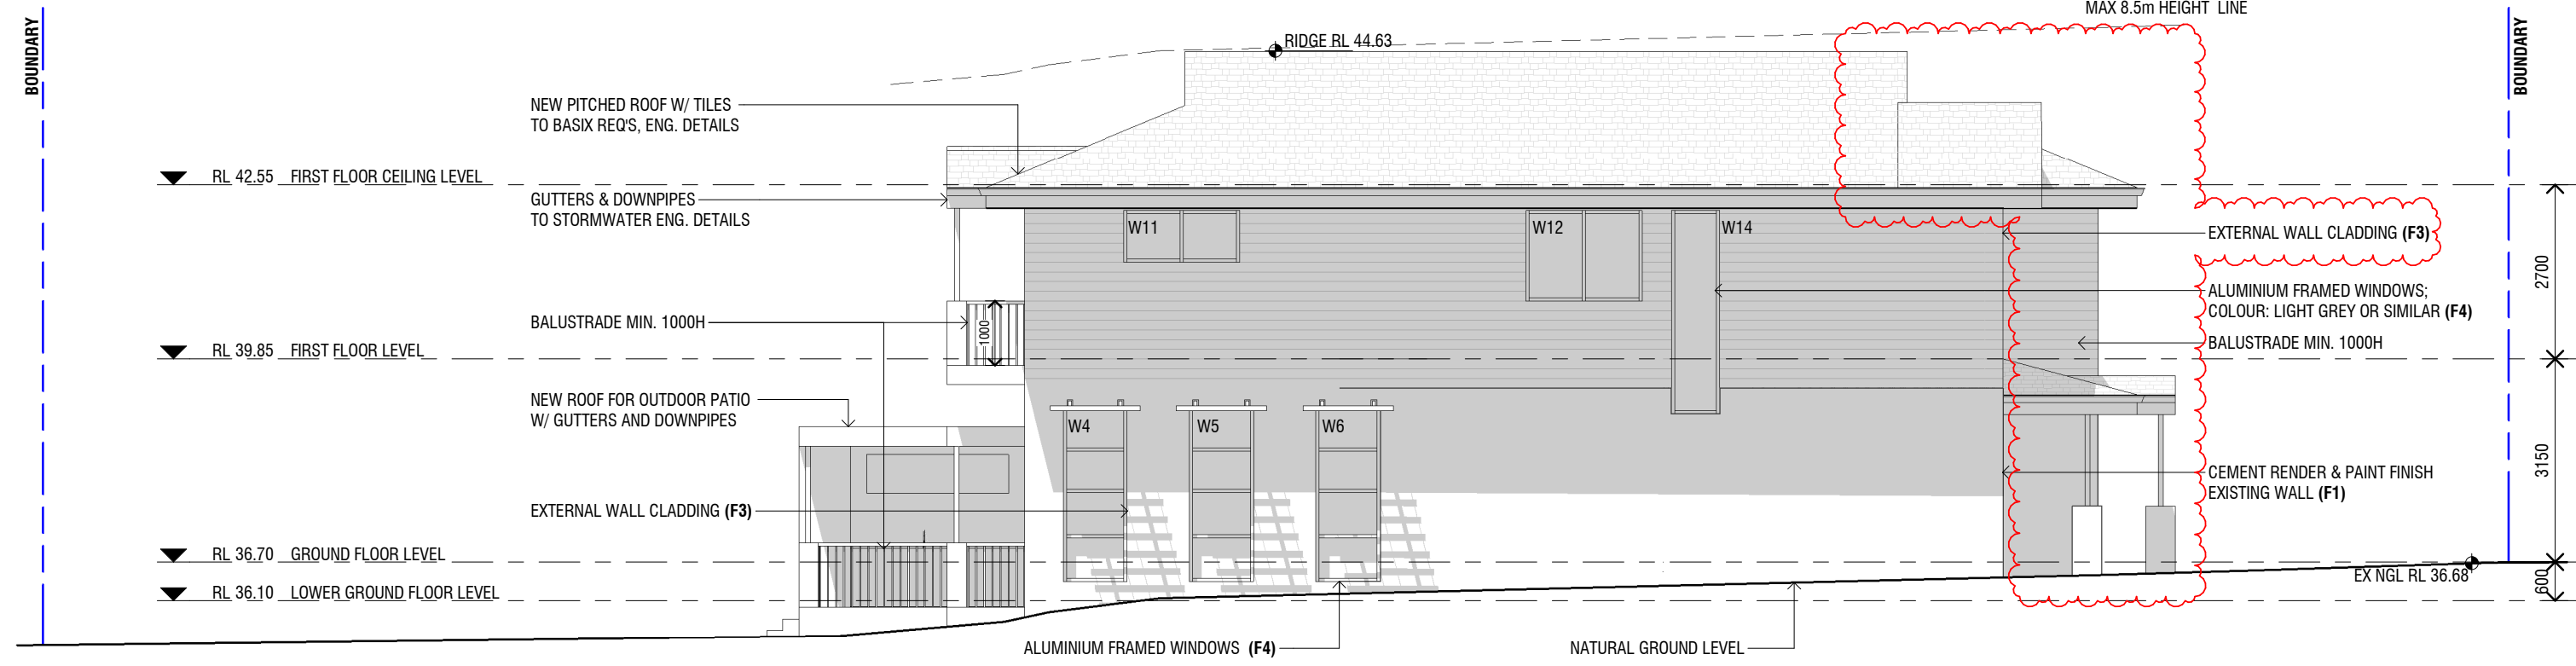 MAX 8.5m HEIGHT LINE
BOUNDARY
BOUNDARY
RIDGE RL 44.63
NEW PITCHED ROOF W/ TILES
TO BASIX REQ'S, ENG. DETAILS
RL 42.55 FIRST FLOOR CEILING LEVEL
GUTTERS & DOWNPIPES
TO STORMWATER ENG. DETAILS
W11
W12
W14
EXTERNAL WALL CLADDING (F3)
2700
ALUMINIUM FRAMED WINDOWS;
COLOUR: LIGHT GREY OR SIMILAR (F4)
BALUSTRADE MIN. 1000H
1000
BALUSTRADE MIN. 1000H
RL 39.85 FIRST FLOOR LEVEL
NEW ROOF FOR OUTDOOR PATIO
W/ GUTTERS AND DOWNPIPES
W4
W5
W6
3150
CEMENT RENDER & PAINT FINISH
EXISTING WALL (F1)
EXTERNAL WALL CLADDING (F3)
RL 36.70 GROUND FLOOR LEVEL
EX NGL RL 36.68
600
RL 36.10 LOWER GROUND FLOOR LEVEL
ALUMINIUM FRAMED WINDOWS (F4)
NATURAL GROUND LEVEL